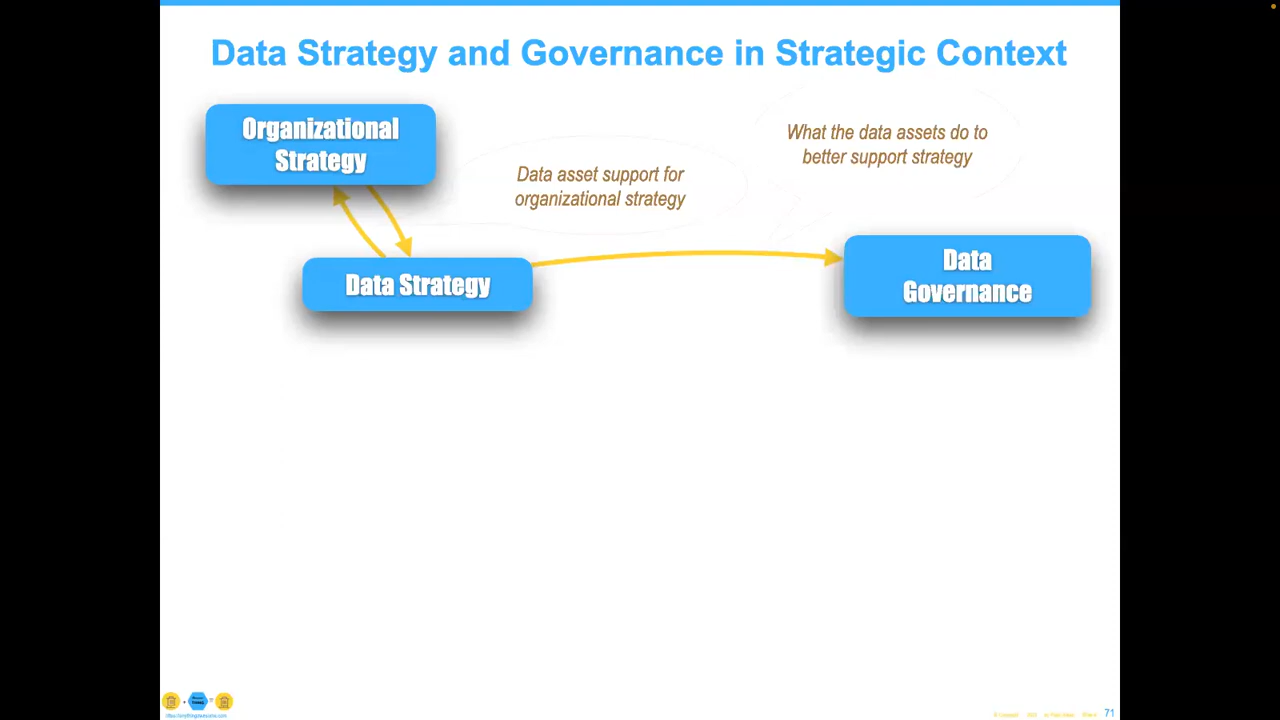 Data Strategy and Governance in Strategic Context
Organizational
Strategy
What the data assets do to
better support strategy
Data asset support for
organizational strategy
Data Strategy
Data
Governance
71